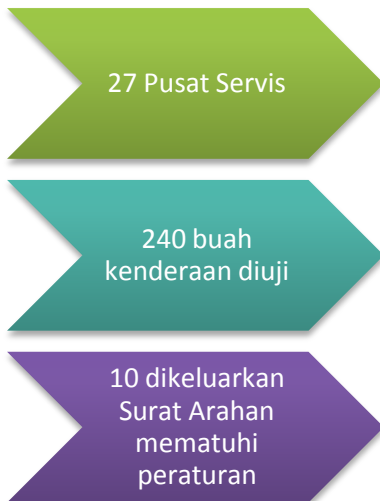 27 Pusat Servis
240 buah
kenderaan diuji
10 dikeluarkan
Surat Arahan
mematuhi
peraturan